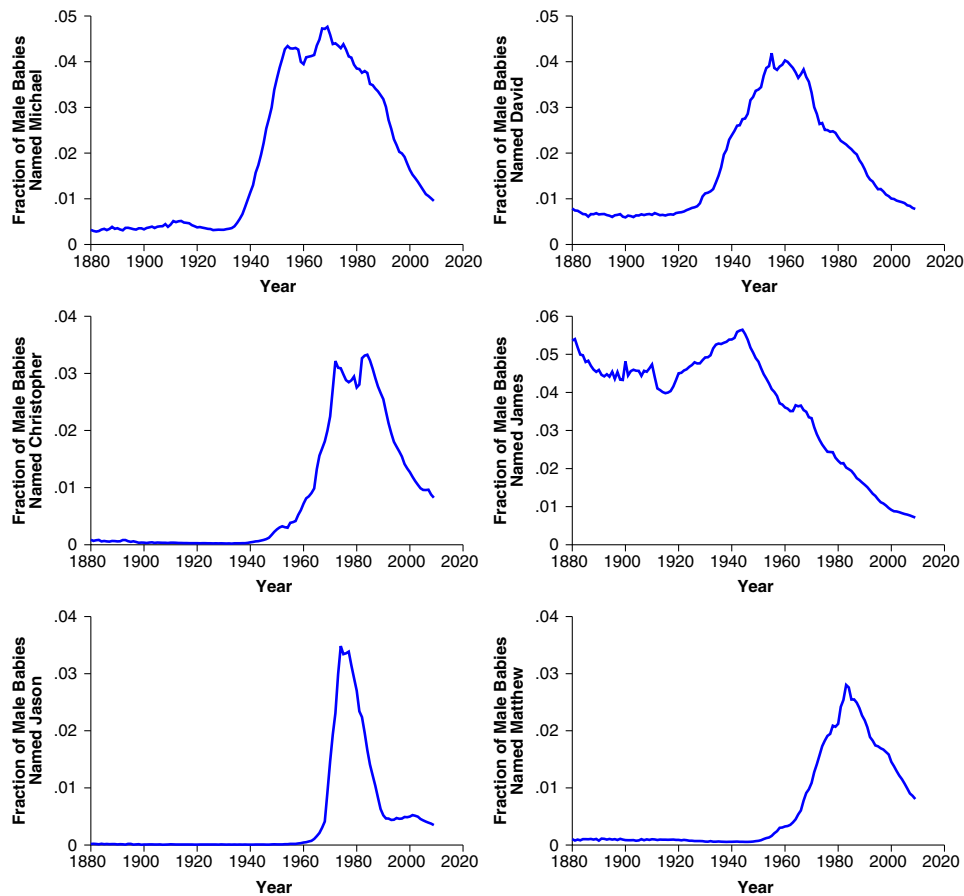 Fraction of Male Babies
Named Michael
.05
.04
.03
.02
.01
0
1880 1900 1920 1940 1960 1980 2000 2020
Year
Fraction of Male Babies
Named David
.05
.04
.03
.02
.01
0
1880 1900 1920 1940 1960 1980 2000 2020
Year
Fraction of Male Babies
Named Christopher
.04
.03
.02
.01
0
1880 1900 1920 1940 1960 1980 2000 2020
Year
Fraction of Male Babies
Named James
.06
.05
.04
.03
.02
.01
0
1880 1900 1920 1940 1960 1980 2000 2020
Year
Fraction of Male Babies
Named Jason
.04
.03
.02
.01
0
1880 1900 1920 1940 1960 1980 2000 2020
Year
Fraction of Male Babies
Named Matthew
.04
.03
.02
.01
0
1880 1900 1920 1940 1960 1980 2000 2020
Year